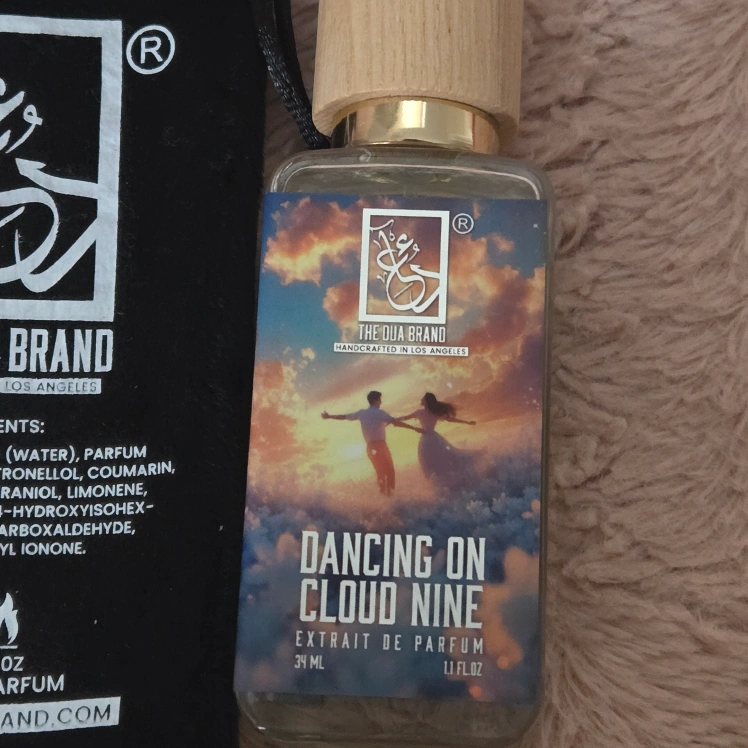 ®
BRAND
LOS ANGELES
ENTS:
(WATER), PARFUM
TRONELLOL, COUMARIN,
RANIOL, LIMONENE,
4-HYDROXYISOHEX-
ARBOXALDEHYDE,
YL IONONE.
OZ
ARFUM
AND.COM
®
THE DUA BRAND
HANDCRAFTED IN LOS ANGELES
DANCING ON
CLOUD NINE
EXTRAIT DE PARFUM
34 ML 1.1 FL.OZ